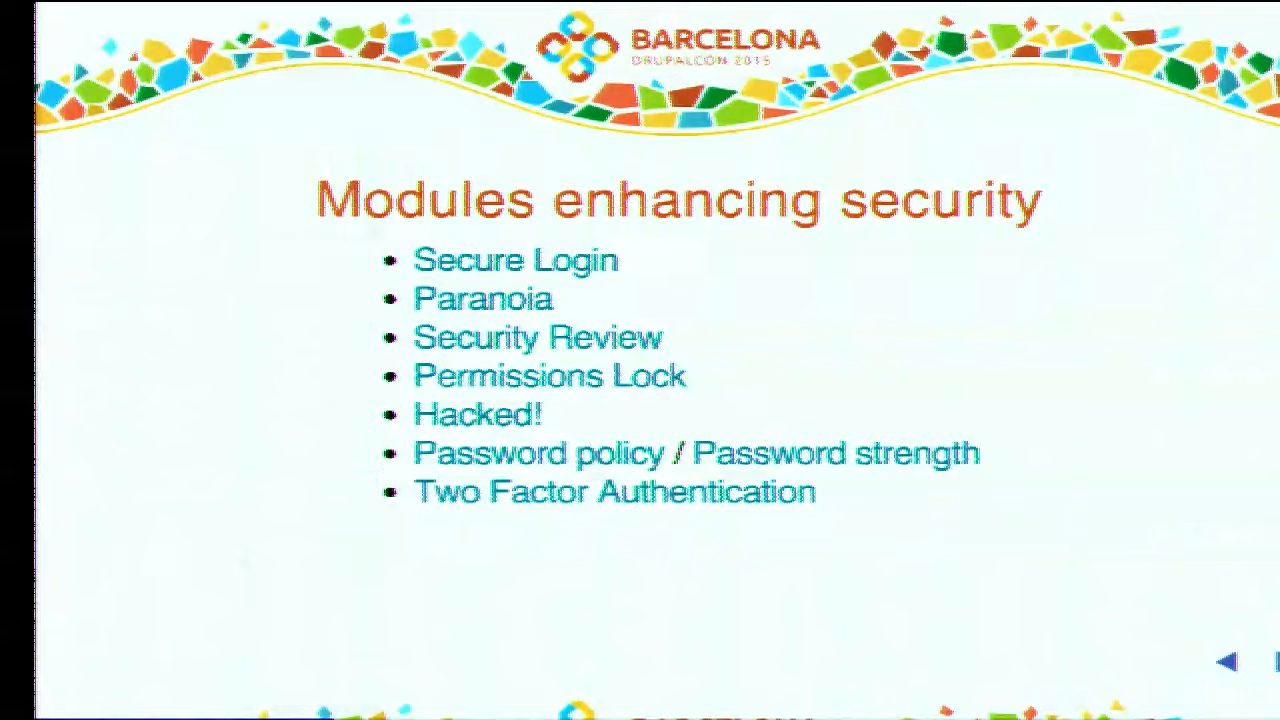 BARCELONA
DRUPALCON 2015
Modules enhancing security
• Secure Login
• Paranoia
• Security Review
• Permissions Lock
• Hacked!
• Password policy / Password strength
• Two Factor Authentication